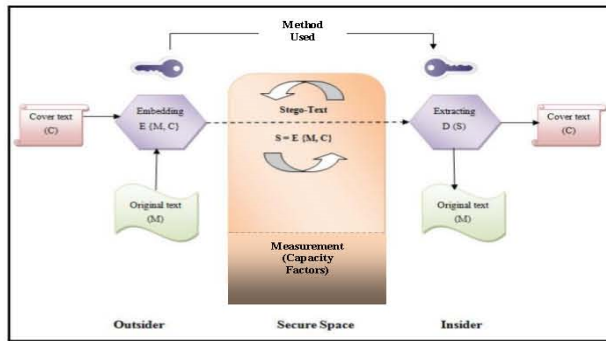 Method
Used
Cover text
(C)
Embedding
E {M, C}
Stego-Text
S = E {M, C}
Extracting
D (S)
Cover text
(C)
Original text
(M)
Original text
(M)
Measurement
(Capacity
Factors)
Outsider
Secure Space
Insider